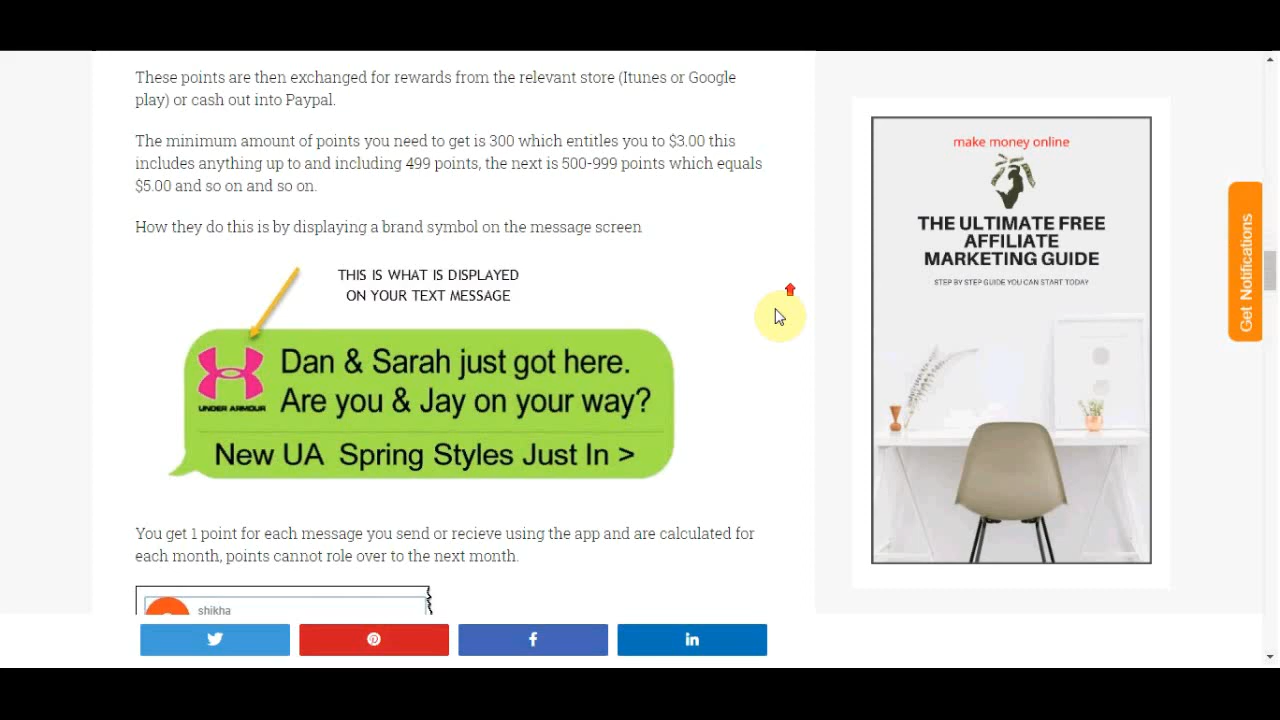 These points are then exchanged for rewards from the relevant store (Itunes or Google
play) or cash out into Paypal.
The minimum amount of points you need to get is 300 which entitles you to $3.00 this
includes anything up to and including 499 points, the next is 500-999 points which equals
$5.00 and so on and so on.
How they do this is by displaying a brand symbol on the message screen
THIS IS WHAT IS DISPLAYED
ON YOUR TEXT MESSAGE
UNDER ARMOUR
Dan & Sarah just got here.
Are you & Jay on your way?
New UA Spring Styles Just In >
You get 1 point for each message you send or recieve using the app and are calculated for
each month, points cannot role over to the next month.
shikha
make money online
THE ULTIMATE FREE
AFFILIATE
MARKETING GUIDE
STEP BY STEP GUIDE YOU CAN START TODAY
Get Notifications